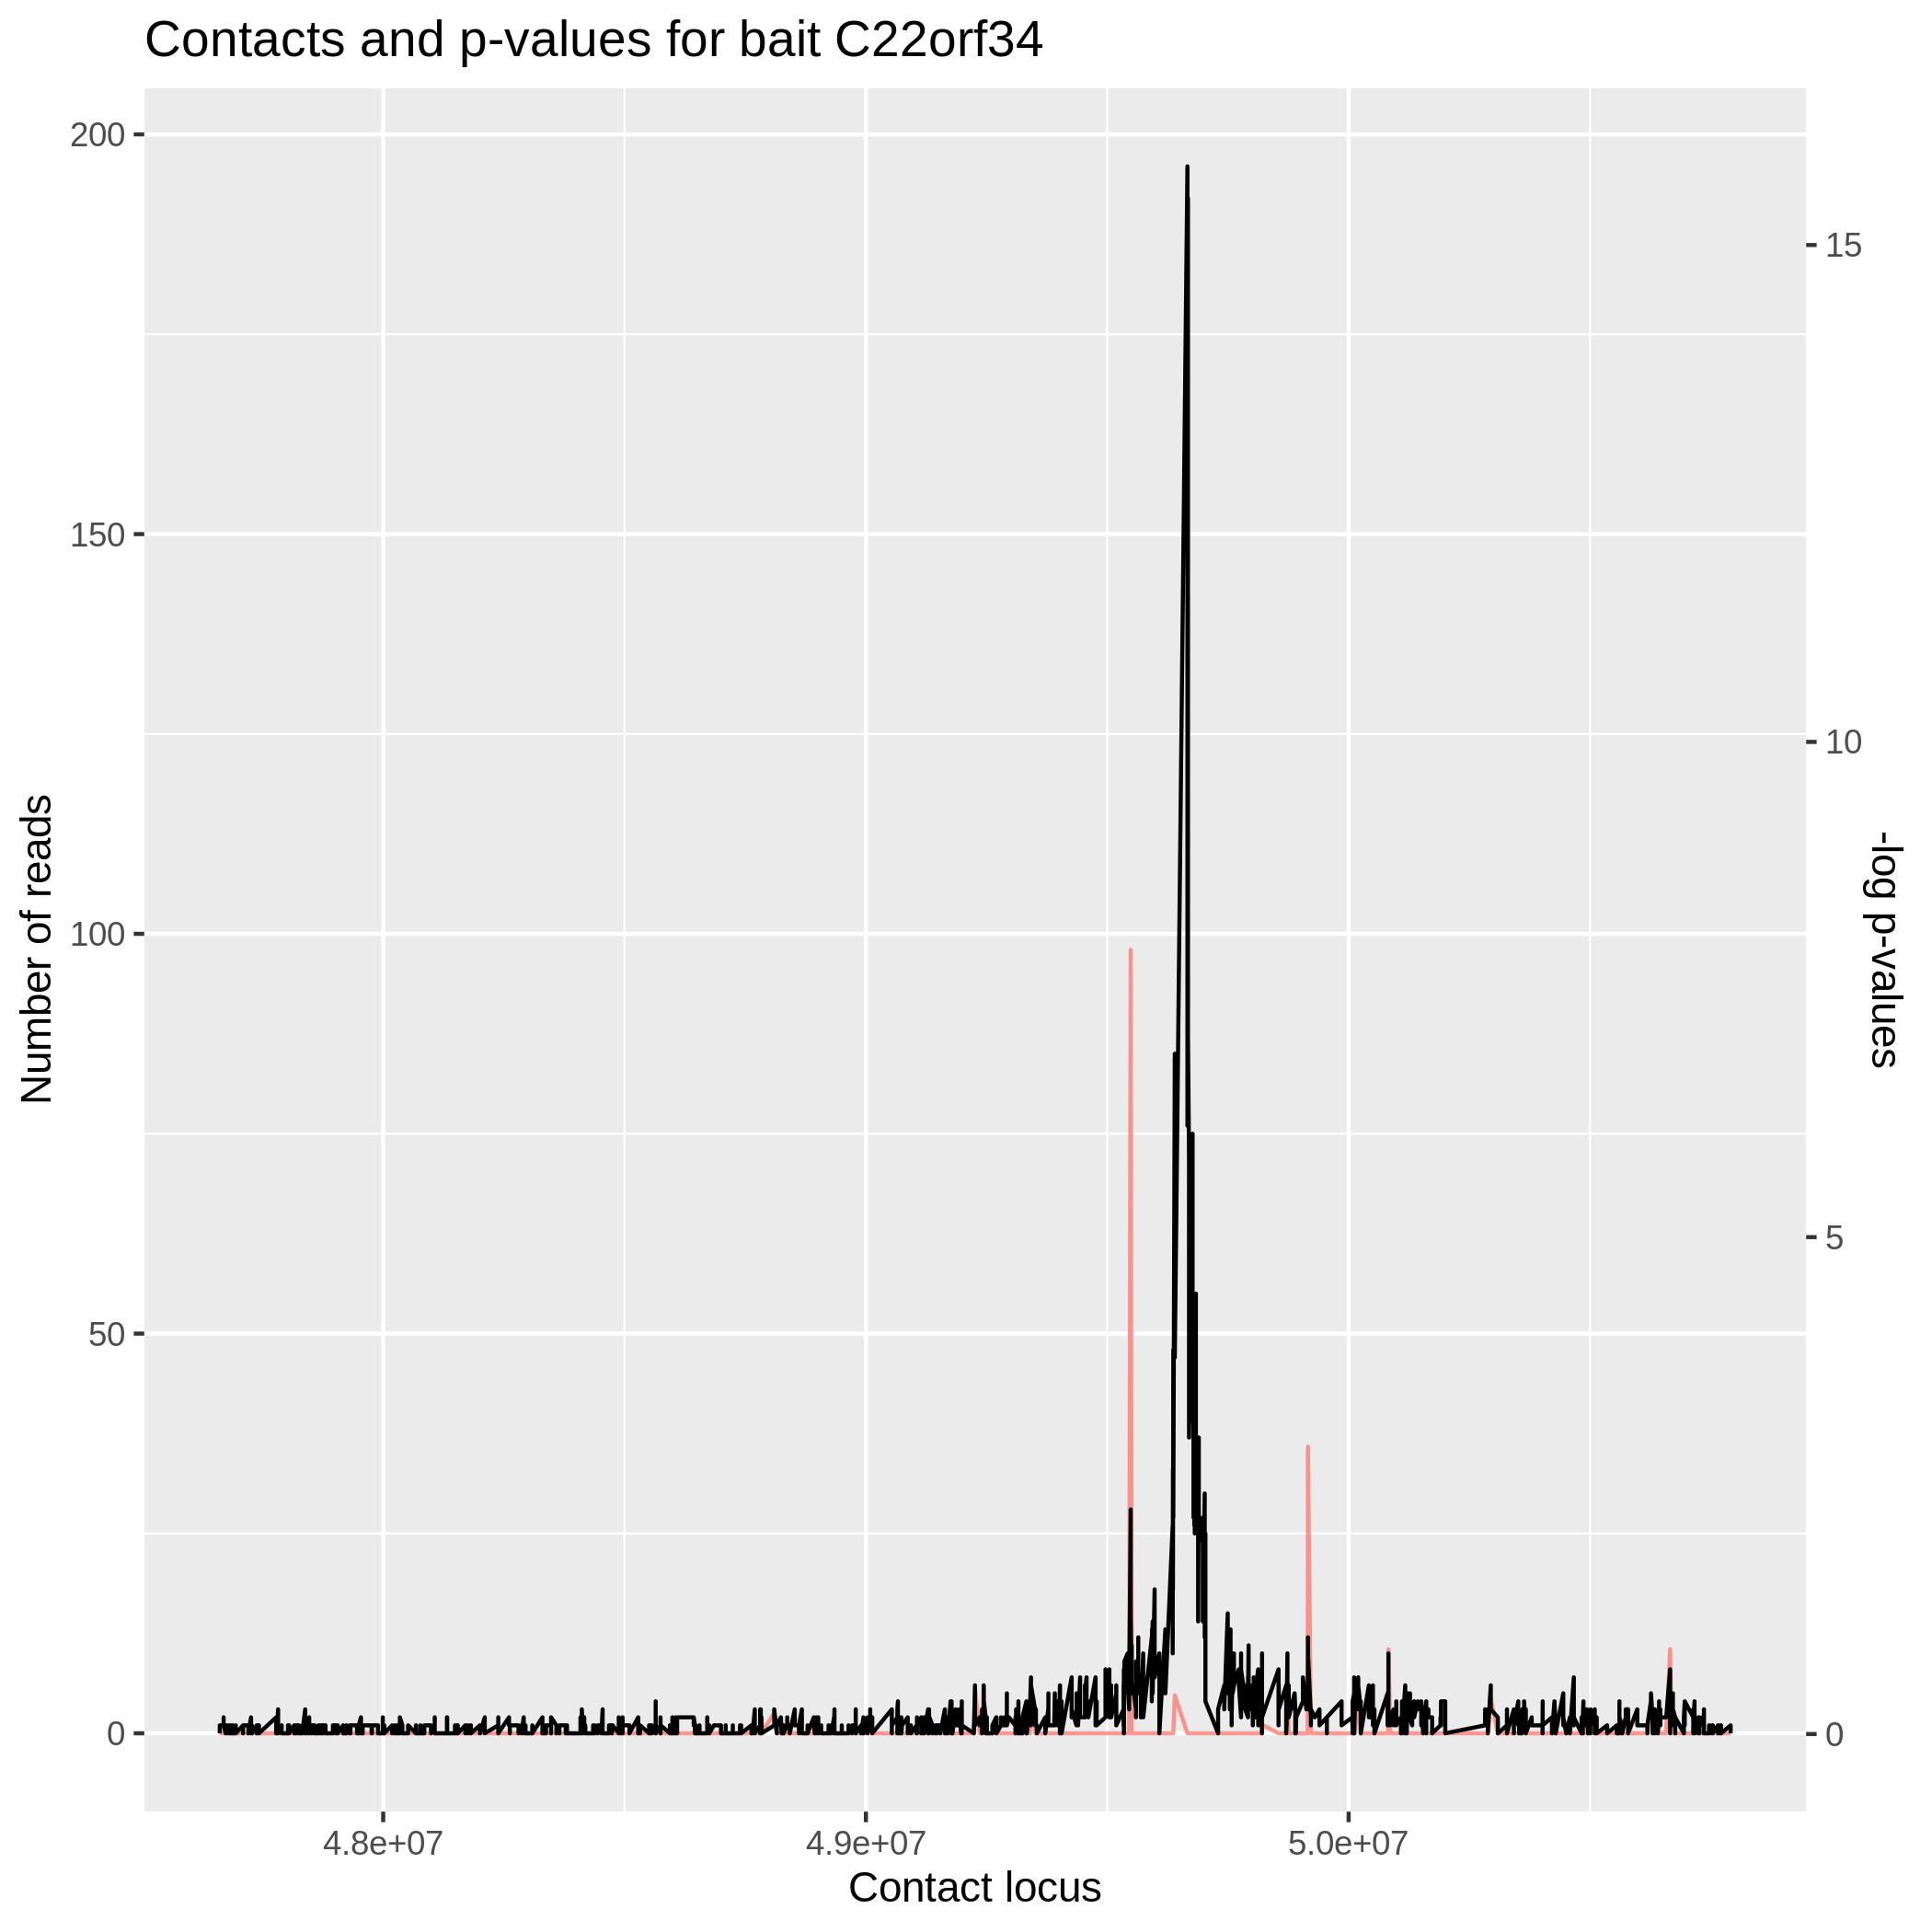 Contacts and p-values for bait C22orf34
200
150
100
50
0
Number of reads
15
10
5
0
-log p-values
4.8e+07
4.9e+07
5.0e+07
Contact locus